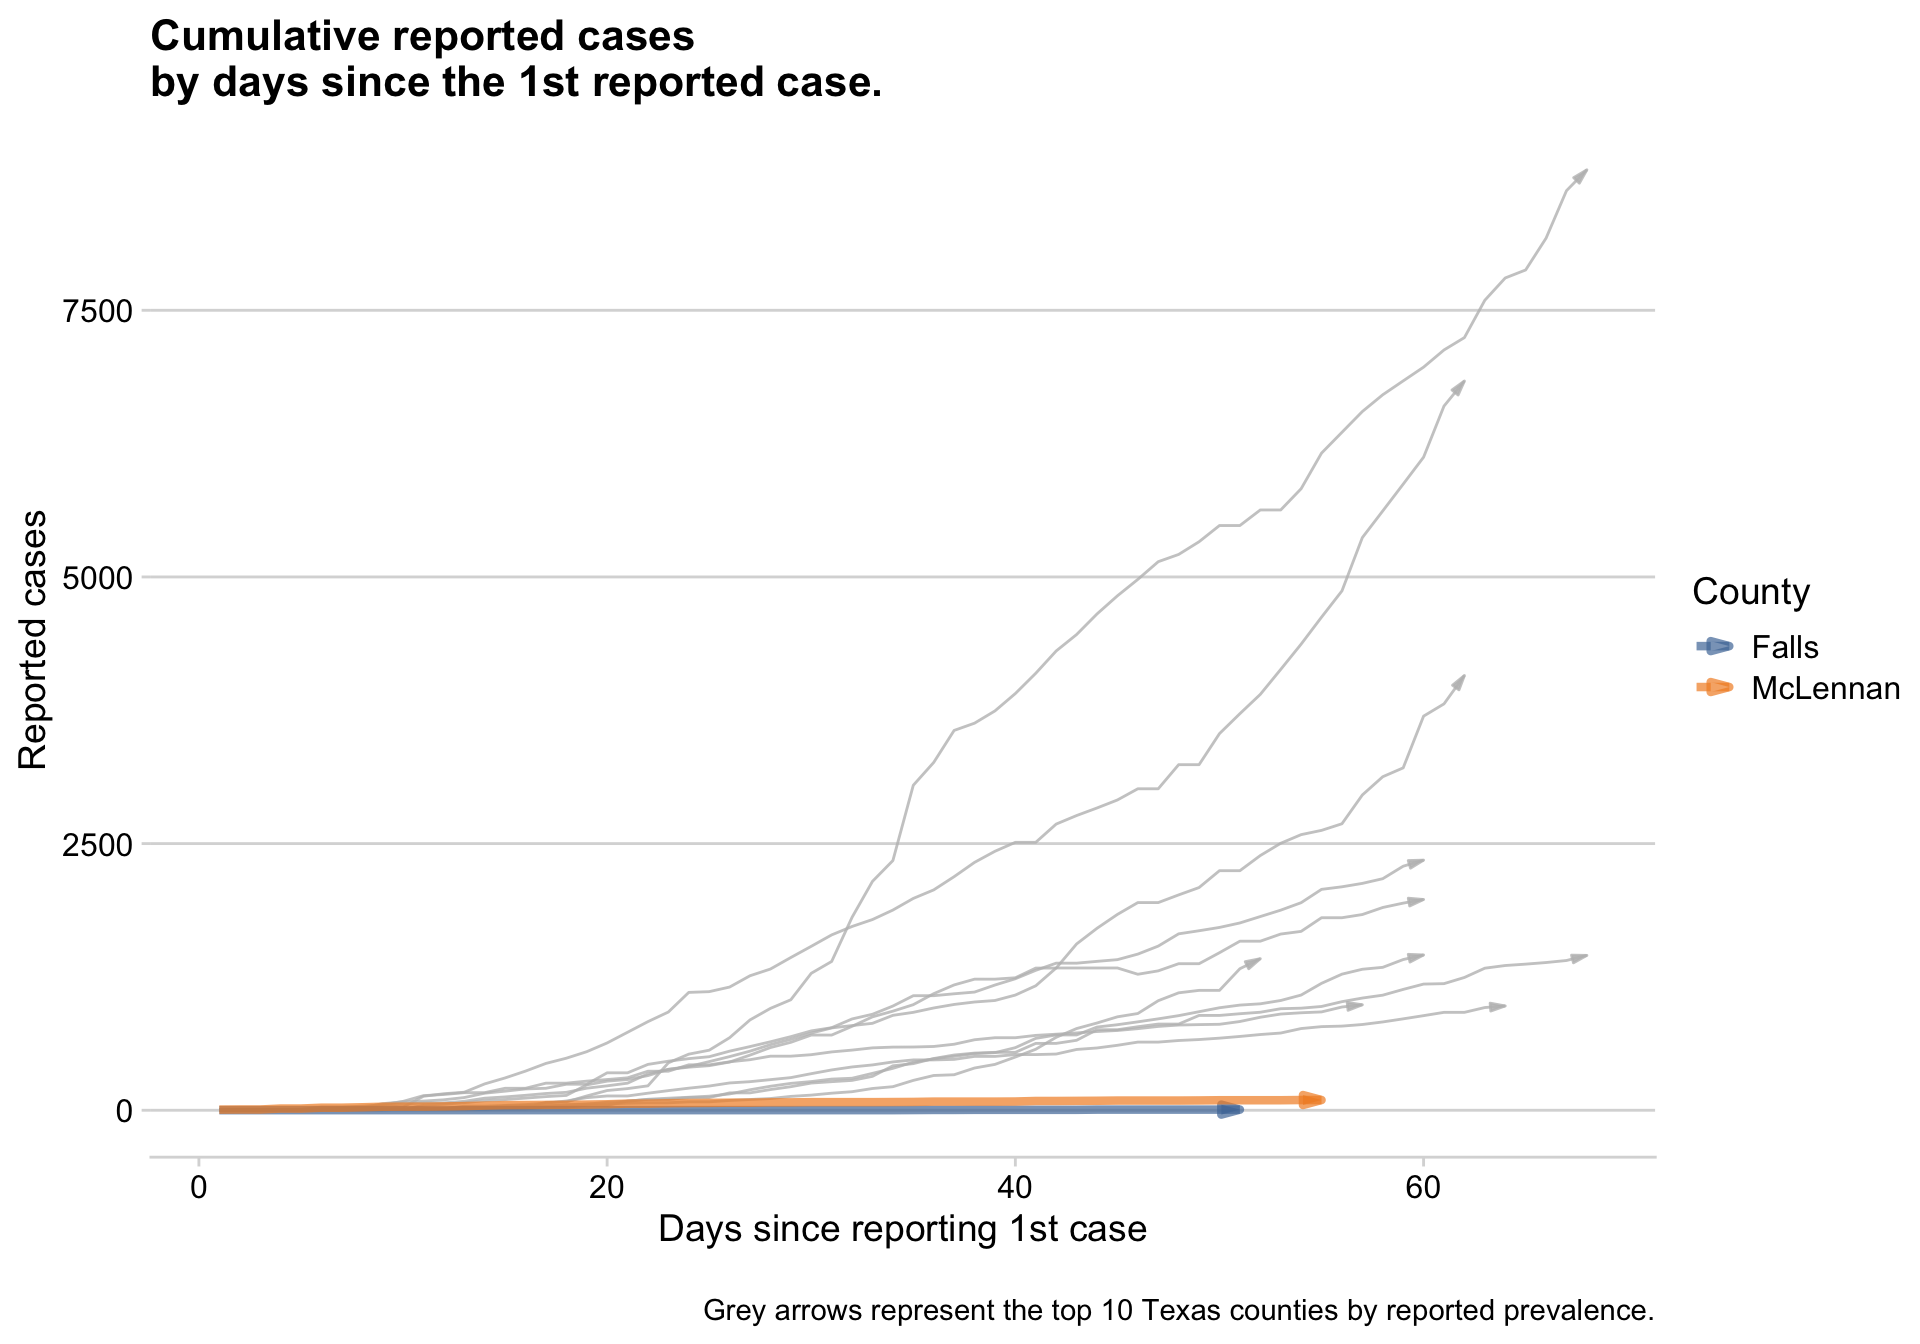 Cumulative reported cases
by days since the 1st reported case.
Reported cases
7500
5000
2500
0
0 20 40 60
Days since reporting 1st case
County
Falls
McLennan
Grey arrows represent the top 10 Texas counties by reported prevalence.